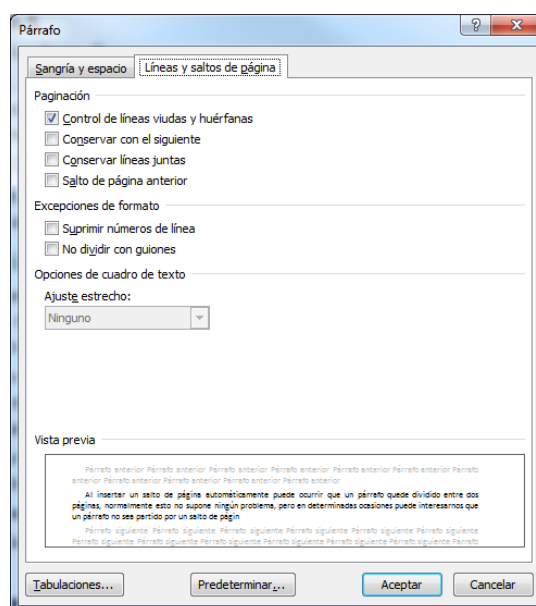 Párrafo
Sangría y espacio
Líneas y saltos de página
Paginación
Control de líneas viudas y huérfanas
Conservar con el siguiente
Conservar líneas juntas
Salto de página anterior
Excepciones de formato
Suprimir números de línea
No dividir con guiones
Opciones de cuadro de texto
Ajuste estrecho:
Ninguno
Vista previa
Párrafo anterior Párrafo anterior Párrafo anterior Párrafo anterior Párrafo anterior Párrafo anterior Párrafo
anterior Párrafo anterior Párrafo anterior Párrafo anterior Párrafo anterior
Al insertar un salto de página automáticamente puede ocurrir que un párrafo quede dividido entre dos
páginas, normalmente esto no supone ningún problema, pero en determinadas ocasiones puede interesarnos que
un párrafo no sea partido por un salto de págin
Párrafo siguiente Párrafo siguiente Párrafo siguiente Párrafo siguiente Párrafo siguiente Párrafo siguiente
Párrafo siguiente Párrafo siguiente Párrafo siguiente Párrafo siguiente Párrafo siguiente Párrafo
Tabulaciones...
Predeterminar...
Aceptar
Cancelar